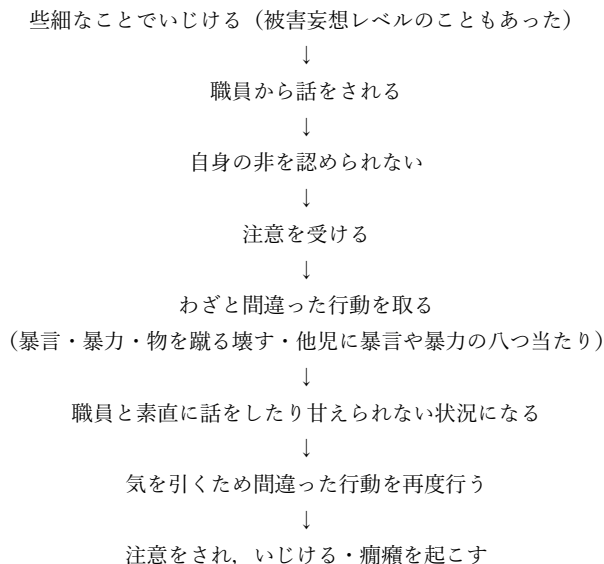 些細なことでいじける（被害妄想レベルのこともあった）
↓
職員から話をされる
↓
自身の非を認められない
↓
注意を受ける
↓
わざと間違った行動を取る
（暴言・暴力・物を蹴る壊す・他児に暴言や暴力の八つ当たり）
↓
職員と素直に話をしたり甘えられない状況になる
↓
気を引くため間違った行動を再度行う
↓
注意をされ，いじける・癇癪を起こす